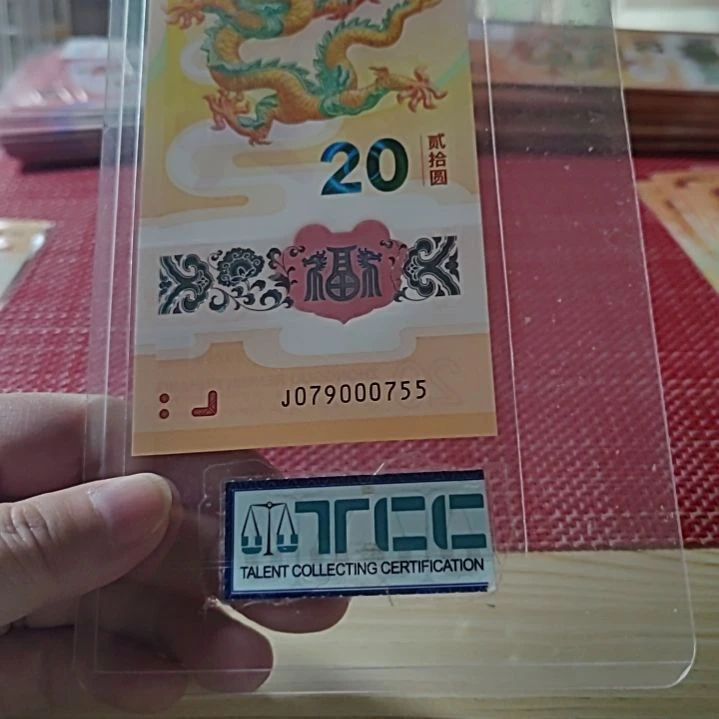 20
贰拾圆
福
J079000755
TCC
TALENT COLLECTING CERTIFICATION